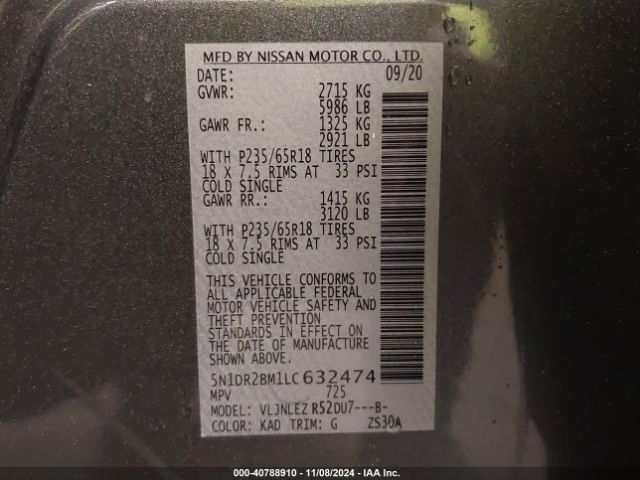 MFD BY NISSAN MOTOR CO., LTD.
DATE: 09/20
GVWR: 2715 KG
5986 LB
GAWR FR.: 1325 KG
2921 LB
WITH P235/65R18 TIRES
18 X 7.5 RIMS AT 33 PSI
COLD SINGLE
GAWR RR.: 1415 KG
3120 LB
WITH P235/65R18 TIRES
18 X 7.5 RIMS AT 33 PSI
COLD SINGLE
THIS VEHICLE CONFORMS TO
ALL APPLICABLE FEDERAL
MOTOR VEHICLE SAFETY AND
THEFT PREVENTION
STANDARDS IN EFFECT ON
THE DATE OF MANUFACTURE
SHOWN ABOVE.
5N1DR2BM1LC632474
MPV 725
MODEL: VLJNLEZ R52DU7---B-
COLOR: KAD TRIM: G ZS30A
000-40788910 - 11/08/2024 - IAA Inc.